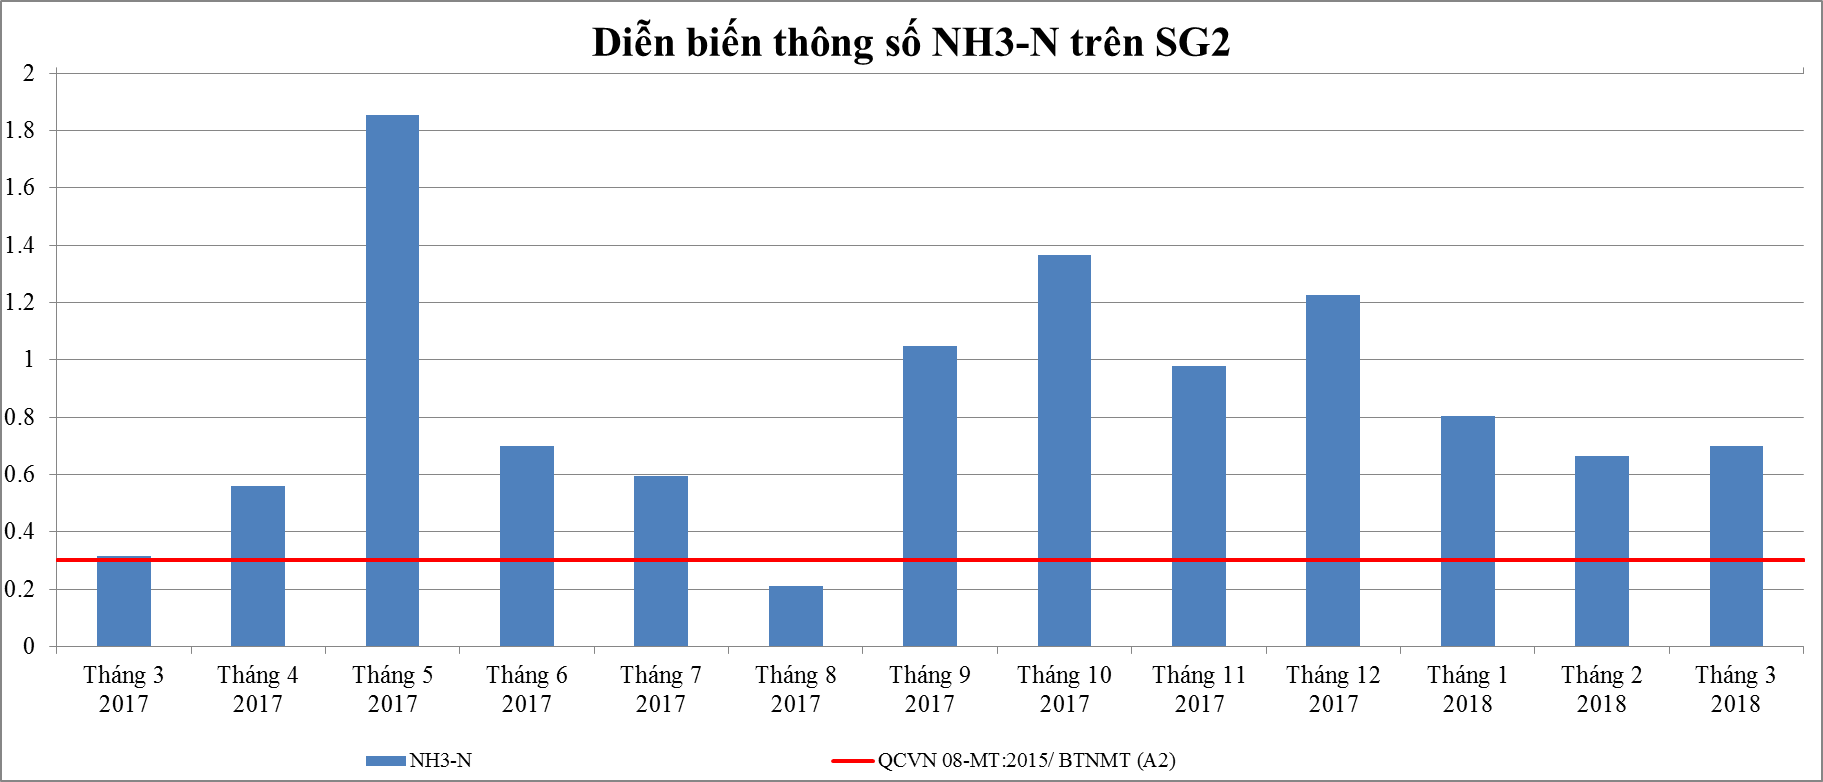 Diễn biến thông số NH3-N trên SG2
2
1.8
1.6
1.4
1.2
1
0.8
0.6
0.4
0.2
0
Tháng 3 2017
Tháng 4 2017
Tháng 5 2017
Tháng 6 2017
Tháng 7 2017
Tháng 8 2017
Tháng 9 2017
Tháng 10 2017
Tháng 11 2017
Tháng 12 2017
Tháng 1 2018
Tháng 2 2018
Tháng 3 2018
NH3-N
QCVN 08-MT:2015/ BTNMT (A2)